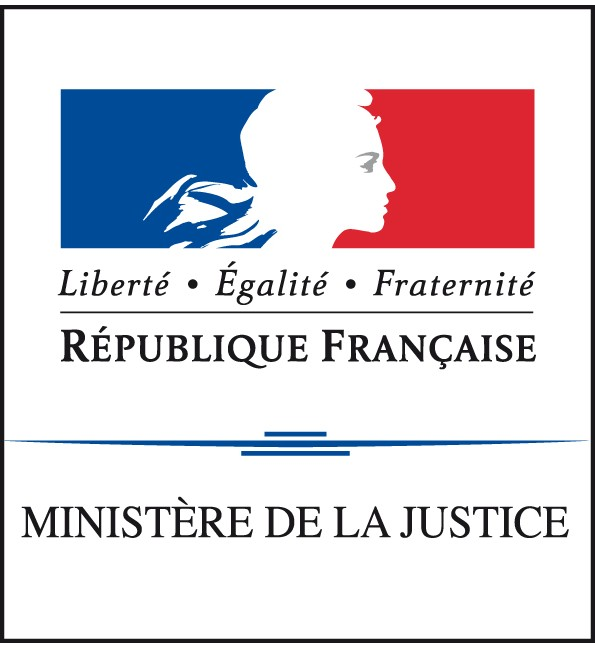 Liberté • Égalité • Fraternité
RÉPUBLIQUE FRANÇAISE
MINISTÈRE DE LA JUSTICE